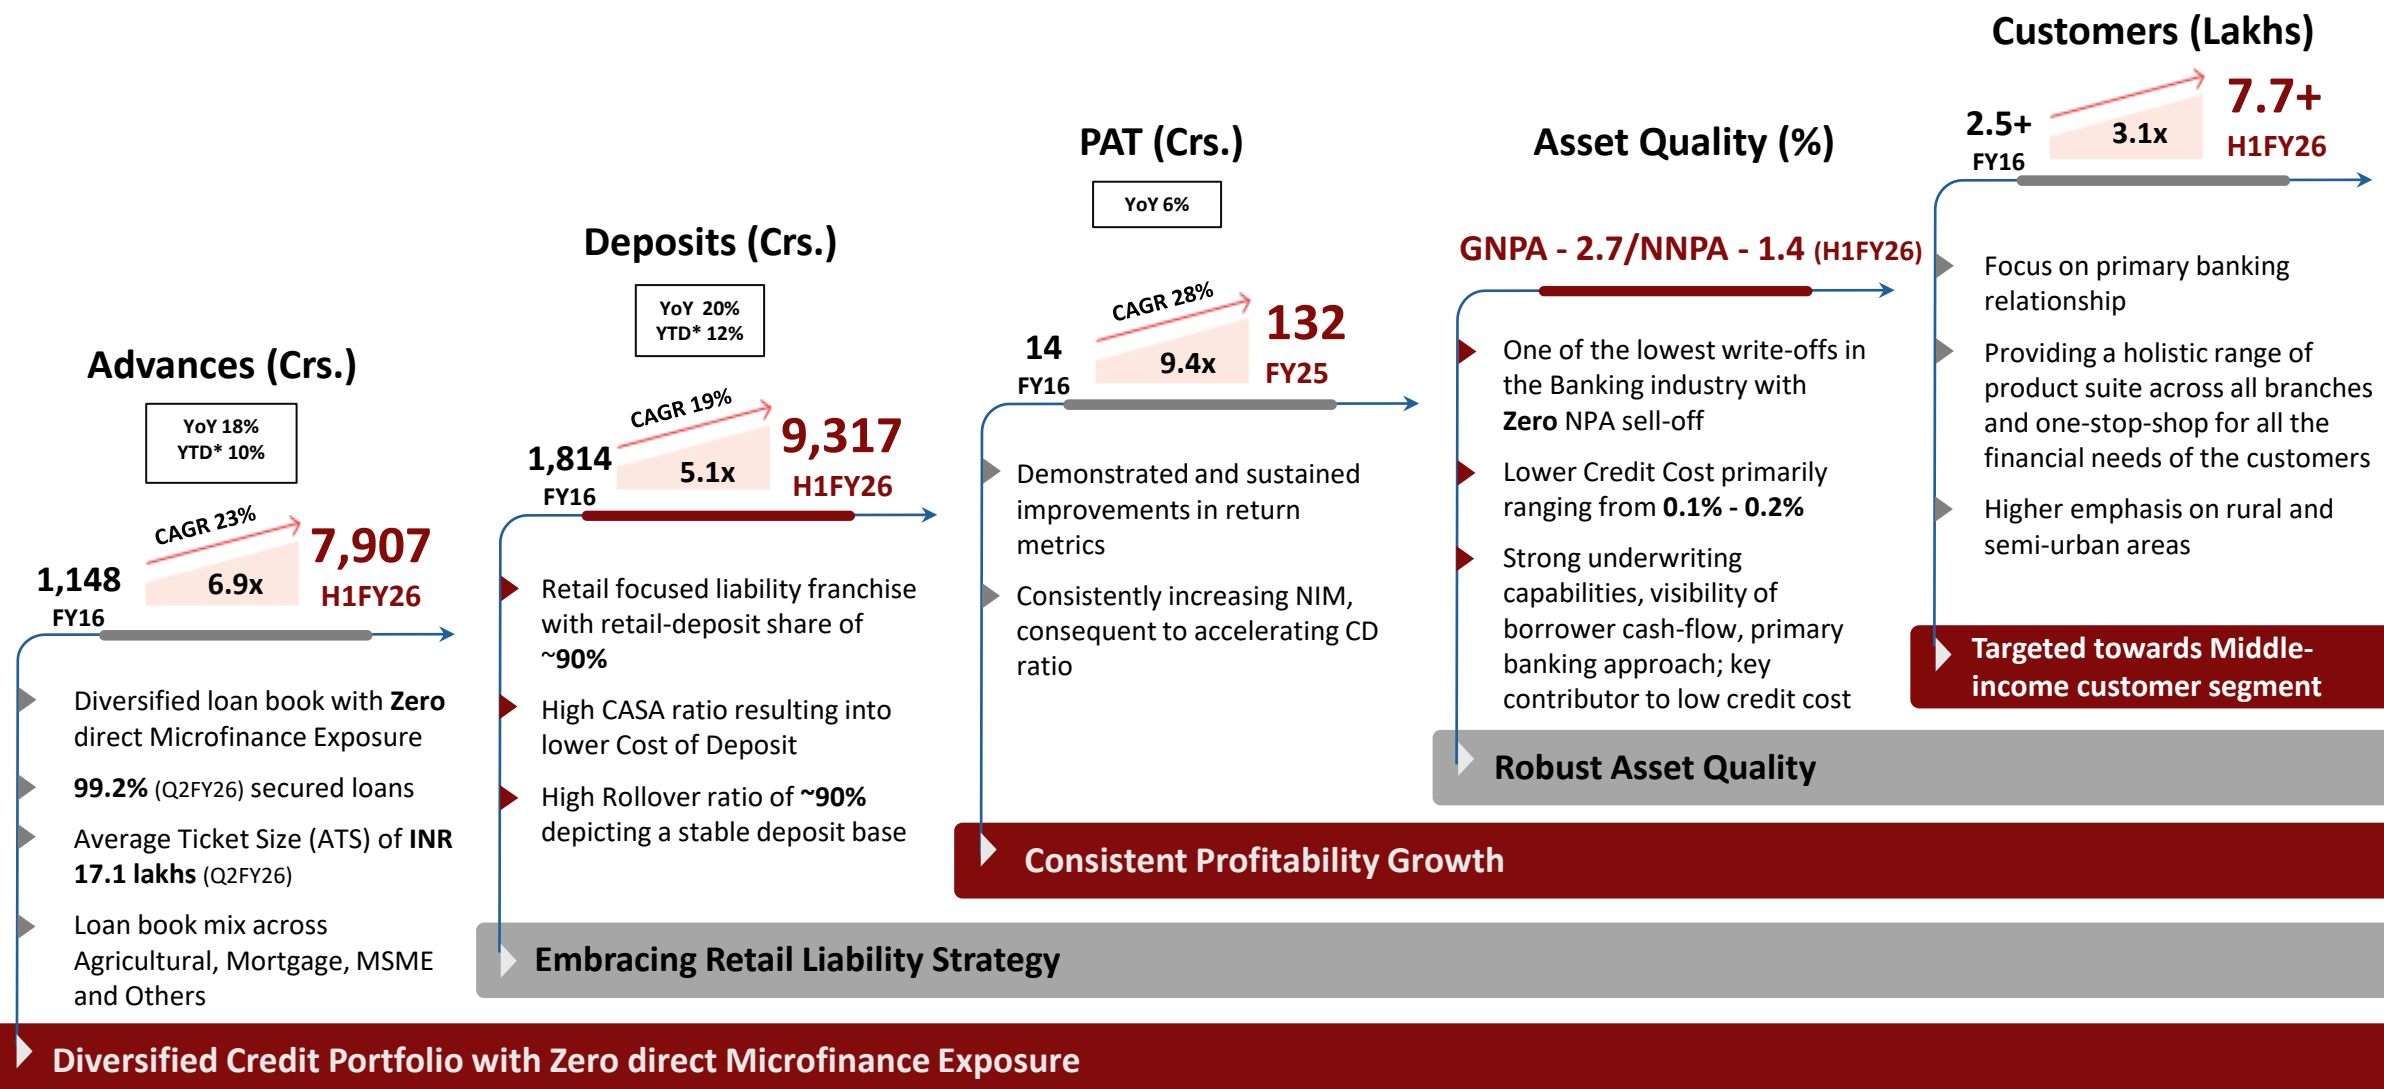 Advances (Crs.)
YoY 18%
YTD* 10%
CAGR 23%
1,148
FY16
6.9x
7,907
H1FY26
Diversified loan book with Zero
direct Microfinance Exposure
99.2% (Q2FY26) secured loans
Average Ticket Size (ATS) of INR
17.1 lakhs (Q2FY26)
Loan book mix across
Agricultural, Mortgage, MSME
and Others
Diversified Credit Portfolio with Zero direct Microfinance Exposure
Deposits (Crs.)
YoY 20%
YTD* 12%
CAGR 19%
1,814
FY16
5.1x
9,317
H1FY26
Retail focused liability franchise
with retail-deposit share of
~90%
High CASA ratio resulting into
lower Cost of Deposit
High Rollover ratio of ~90%
depicting a stable deposit base
Embracing Retail Liability Strategy
PAT (Crs.)
YoY 6%
CAGR 28%
14
FY16
9.4x
132
FY25
Demonstrated and sustained
improvements in return
metrics
Consistently increasing NIM,
consequent to accelerating CD
ratio
Consistent Profitability Growth
Asset Quality (%)
GNPA - 2.7/NNPA - 1.4 (H1FY26)
One of the lowest write-offs in
the Banking industry with
Zero NPA sell-off
Lower Credit Cost primarily
ranging from 0.1% - 0.2%
Strong underwriting
capabilities, visibility of
borrower cash-flow, primary
banking approach; key
contributor to low credit cost
Robust Asset Quality
Customers (Lakhs)
2.5+
FY16
3.1x
7.7+
H1FY26
Focus on primary banking
relationship
Providing a holistic range of
product suite across all branches
and one-stop-shop for all the
financial needs of the customers
Higher emphasis on rural and
semi-urban areas
Targeted towards Middle-
income customer segment